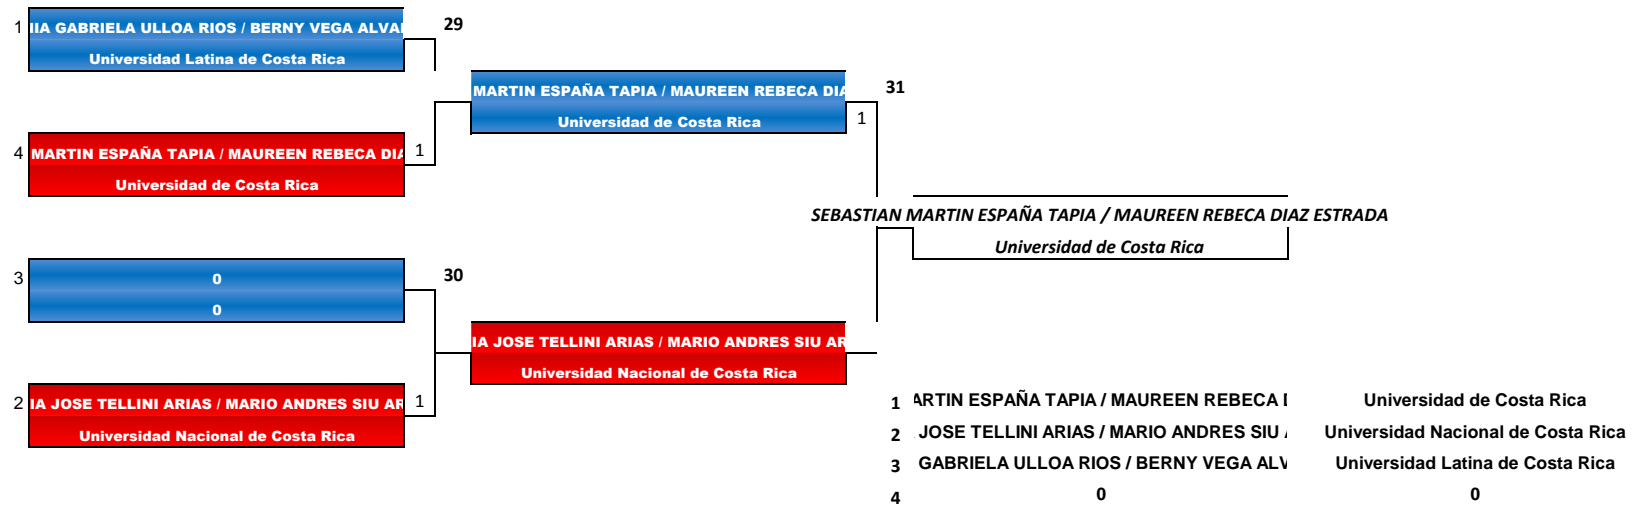 1 IIA GABRIELA ULLOA RIOS / BERNY VEGA ALVA 29
Universidad Latina de Costa Rica
MARTIN ESPAÑA TAPIA / MAUREEN REBECA DIA 31
Universidad de Costa Rica 1
4 MARTIN ESPAÑA TAPIA / MAUREEN REBECA DIA 1
Universidad de Costa Rica
SEBASTIAN MARTIN ESPAÑA TAPIA / MAUREEN REBECA DIAZ ESTRADA
Universidad de Costa Rica
3 0 30
0
IA JOSE TELLINI ARIAS / MARIO ANDRES SIU AR
Universidad Nacional de Costa Rica
2 IA JOSE TELLINI ARIAS / MARIO ANDRES SIU AR 1
Universidad Nacional de Costa Rica
1 ARTIN ESPAÑA TAPIA / MAUREEN REBECA Universidad de Costa Rica
2 JOSE TELLINI ARIAS / MARIO ANDRES SIU Universidad Nacional de Costa Rica
3 GABRIELA ULLOA RIOS / BERNY VEGA ALV Universidad Latina de Costa Rica
4 0 0